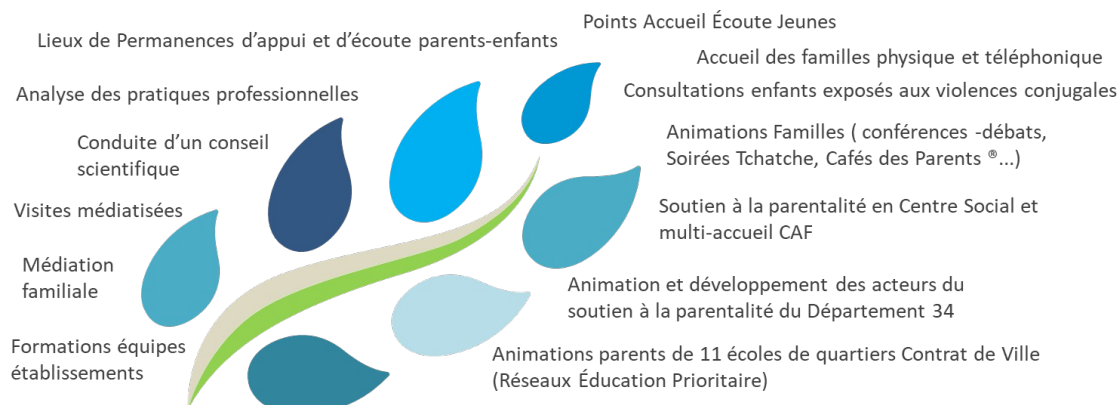 Points Accueil Écoute Jeunes
Lieux de Permanences d'appui et d'écoute parents-enfants
Accueil des familles physique et téléphonique
Analyse des pratiques professionnelles
Consultations enfants exposés aux violences conjugales
Conduite d'un conseil
scientifique
Animations Familles ( conférences -débats,
Soirées Tchatche, Cafés des Parents ®...)
Visites médiatisées
Soutien à la parentalité en Centre Social et
multi-accueil CAF
Médiation
familiale
Animation et développement des acteurs du
soutien à la parentalité du Département 34
Formations équipes
établissements
Animations parents de 11 écoles de quartiers Contrat de Ville
(Réseaux Éducation Prioritaire)